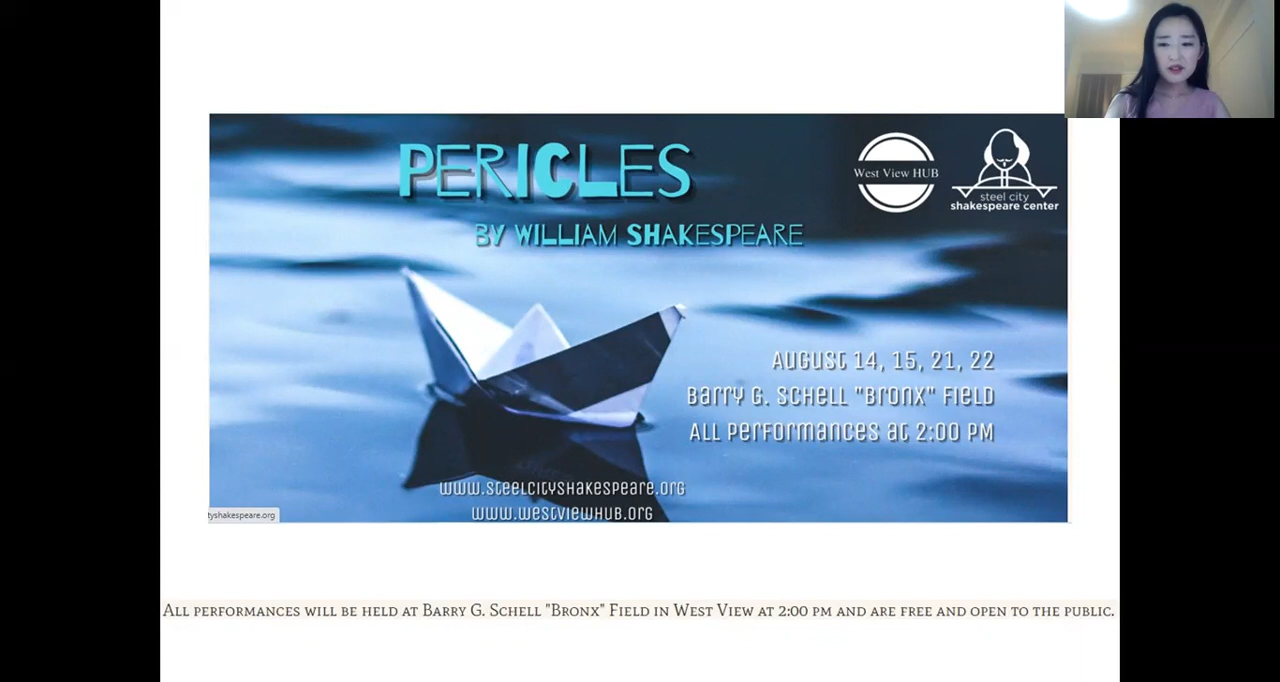 PERICLES
BY WILLIAM SHAKESPEARE
West View HUB
steel city
shakespeare center
AUGUST 14, 15, 21, 22
BARRY G. SCHELL "BRONX" FIELD
ALL PERFORMANCES AT 2:00 PM
www.steelcityshakespeare.org
www.westviewhub.org
tyshakespeare.org
All performances will be held at Barry G. Schell "Bronx" Field in West View at 2:00 pm and are free and open to the public.